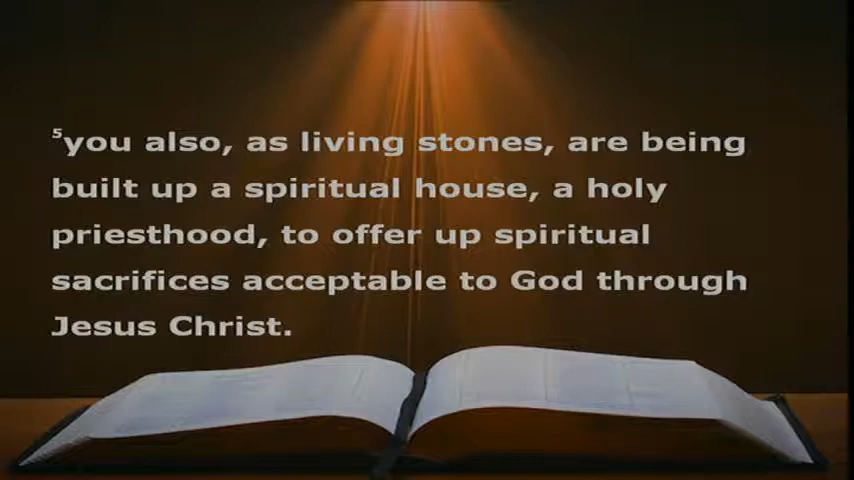 ⁵you also, as living stones, are being
built up a spiritual house, a holy
priesthood, to offer up spiritual
sacrifices acceptable to God through
Jesus Christ.